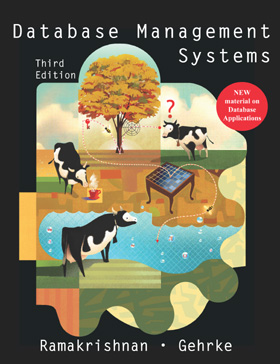 Database Management
Systems
Third
Edition
NEW
material on
Database
Applications
?
Ramakrishnan • Gehrke